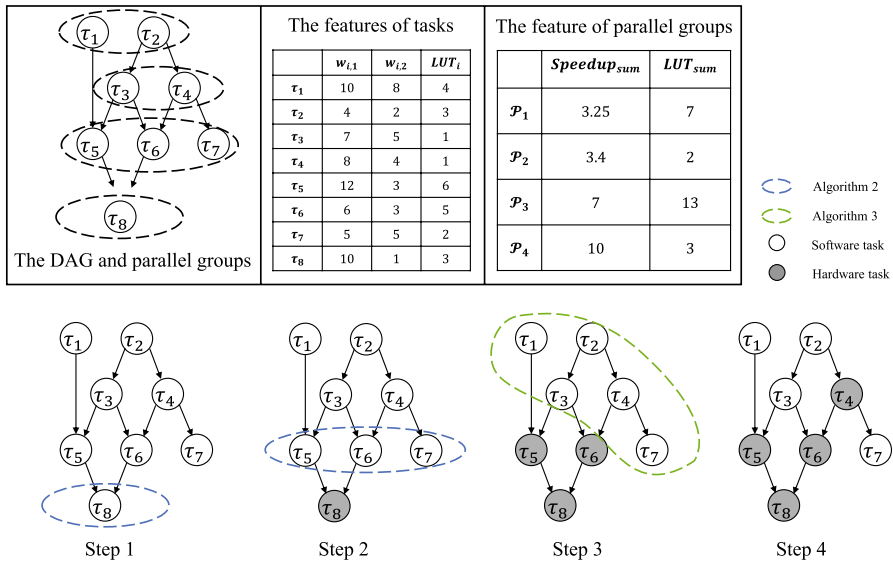 τ1 τ2
τ3 τ4
τ5 τ6 τ7
τ8
The DAG and parallel groups
The features of tasks
w_{i,1} w_{i,2} LUT_i
τ1 10 8 4
τ2 4 2 3
τ3 7 5 1
τ4 8 4 1
τ5 12 3 6
τ6 6 3 5
τ7 5 5 2
τ8 10 1 3
The feature of parallel groups
Speedup_{sum} LUT_{sum}
𝒫1 3.25 7
𝒫2 3.4 2
𝒫3 7 13
𝒫4 10 3
Algorithm 2
Algorithm 3
Software task
Hardware task
τ1 τ2
τ3 τ4
τ5 τ6 τ7
τ8
Step 1
τ1 τ2
τ3 τ4
τ5 τ6 τ7
τ8
Step 2
τ1 τ2
τ3 τ4
τ5 τ6 τ7
τ8
Step 3
τ1 τ2
τ3 τ4
τ5 τ6 τ7
τ8
Step 4